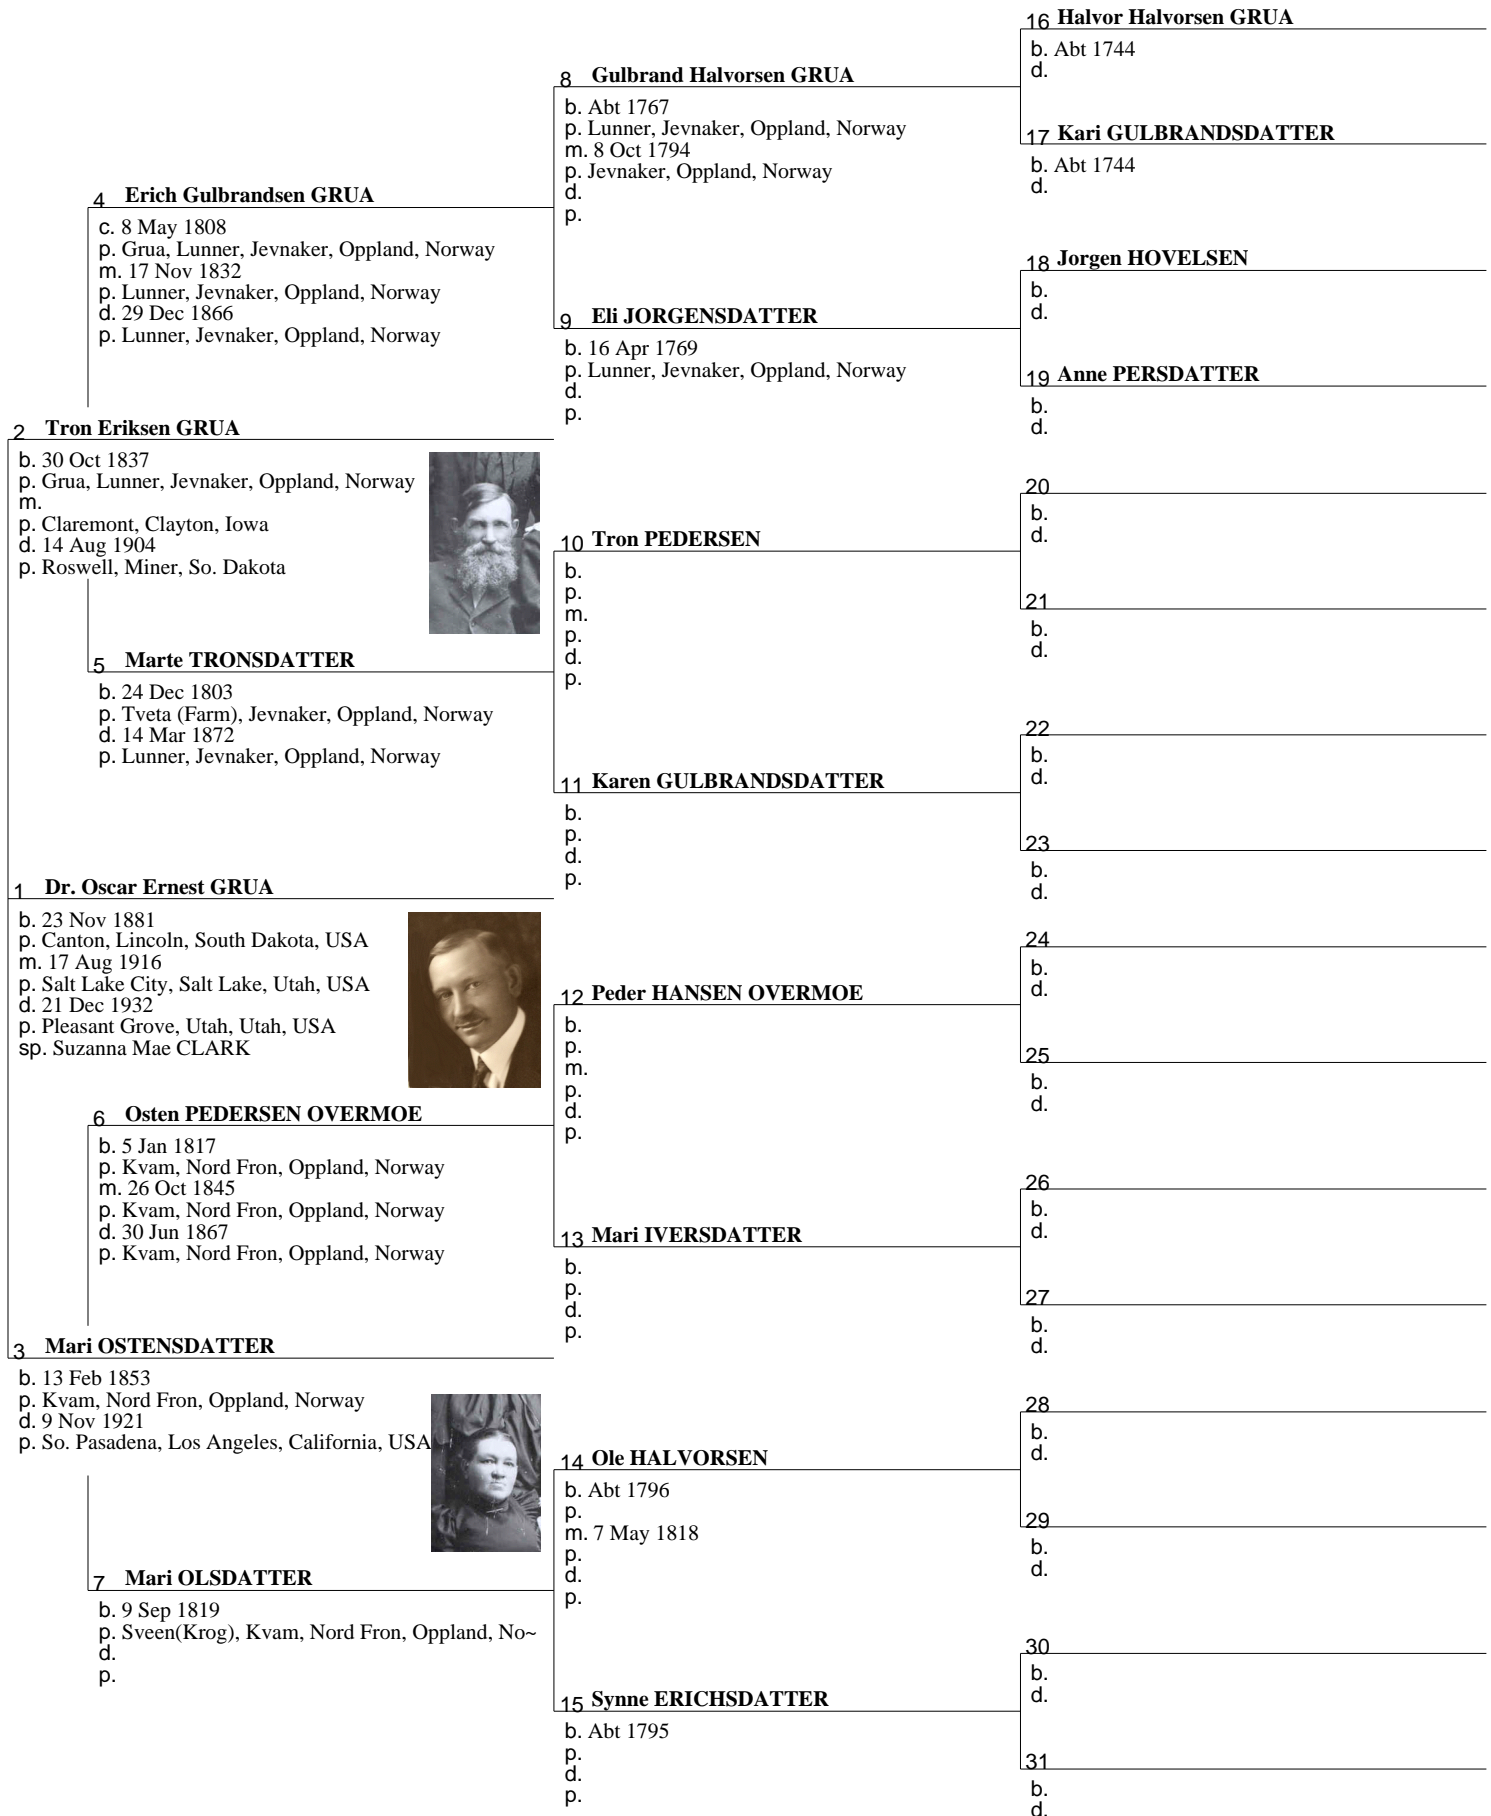 16 Halvor Halvorsen GRUA
b. Abt 1744
d.
8 Gulbrand Halvorsen GRUA
b. Abt 1767
p. Lunner, Jevnaker, Oppland, Norway
m. 8 Oct 1794
p. Jevnaker, Oppland, Norway
d.
p.
17 Kari GULBRANDSDATTER
b. Abt 1744
d.
4 Erich Gulbrandsen GRUA
c. 8 May 1808
p. Grua, Lunner, Jevnaker, Oppland, Norway
m. 17 Nov 1832
p. Lunner, Jevnaker, Oppland, Norway
d. 29 Dec 1866
p. Lunner, Jevnaker, Oppland, Norway
18 Jorgen HOVELSEN
b.
d.
9 Eli JORGENSDATTER
b. 16 Apr 1769
p. Lunner, Jevnaker, Oppland, Norway
d.
p.
19 Anne PERSDATTER
b.
d.
2 Tron Eriksen GRUA
b. 30 Oct 1837
p. Grua, Lunner, Jevnaker, Oppland, Norway
m.
p. Claremont, Clayton, Iowa
d. 14 Aug 1904
p. Roswell, Miner, So. Dakota
20
b.
d.
10 Tron PEDERSEN
b.
p.
m.
p.
d.
p.
21
b.
d.
5 Marte TRONSDATTER
b. 24 Dec 1803
p. Tveta (Farm), Jevnaker, Oppland, Norway
d. 14 Mar 1872
p. Lunner, Jevnaker, Oppland, Norway
22
b.
d.
11 Karen GULBRANDSDATTER
b.
p.
d.
p.
23
b.
d.
1 Dr. Oscar Ernest GRUA
b. 23 Nov 1881
p. Canton, Lincoln, South Dakota, USA
m. 17 Aug 1916
p. Salt Lake City, Salt Lake, Utah, USA
d. 21 Dec 1932
p. Pleasant Grove, Utah, Utah, USA
sp. Suzanna Mae CLARK
24
b.
d.
12 Peder HANSEN OVERMOE
b.
p.
m.
p.
d.
p.
25
b.
d.
6 Osten PEDERSEN OVERMOE
b. 5 Jan 1817
p. Kvam, Nord Fron, Oppland, Norway
m. 26 Oct 1845
p. Kvam, Nord Fron, Oppland, Norway
d. 30 Jun 1867
p. Kvam, Nord Fron, Oppland, Norway
26
b.
d.
13 Mari IVERSDATTER
b.
p.
d.
p.
27
b.
d.
3 Mari OSTENSDATTER
b. 13 Feb 1853
p. Kvam, Nord Fron, Oppland, Norway
d. 9 Nov 1921
p. So. Pasadena, Los Angeles, California, USA
28
b.
d.
14 Ole HALVORSEN
b. Abt 1796
p.
m. 7 May 1818
p.
d.
p.
29
b.
d.
7 Mari OLSDATTER
b. 9 Sep 1819
p. Sveen(Krog), Kvam, Nord Fron, Oppland, No~
d.
p.
30
b.
d.
15 Synne ERICHSDATTER
b. Abt 1795
p.
d.
p.
31
b.
d.